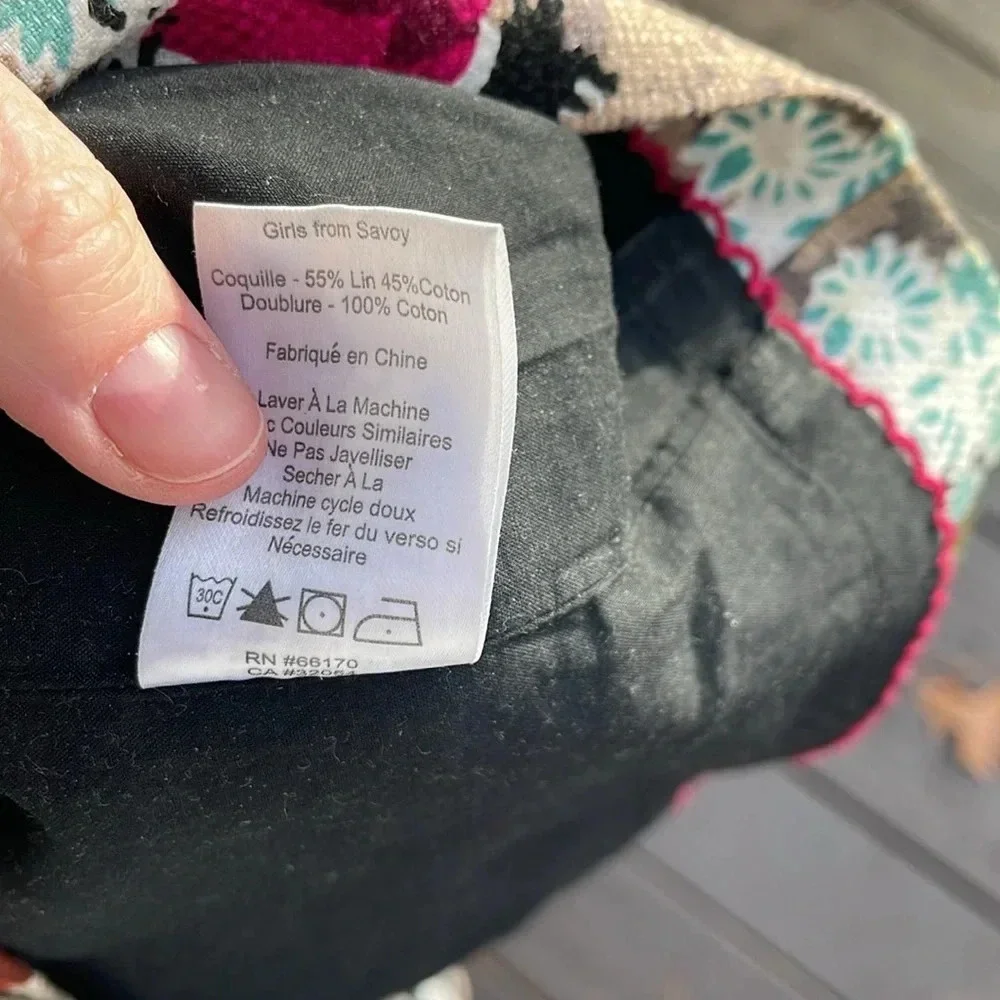 Girls from Savoy
Coquille - 55% Lin 45%Coton
Doublure - 100% Coton
Fabriqué en Chine
Laver À La Machine
c Couleurs Similaires
Ne Pas Javelliser
Secher À La
Machine cycle doux
Refroidissez le fer du verso si
Nécessaire
30C
RN #66170
CA #32054